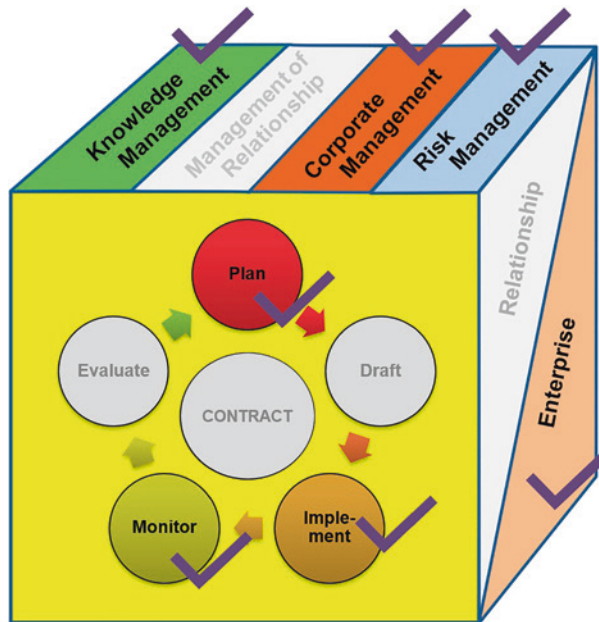 Knowledge
Management
Management of
Relationship
Corporate
Management
Risk
Management
Relationship
Enterprise
Plan
Draft
Imple-
ment
Monitor
Evaluate
CONTRACT